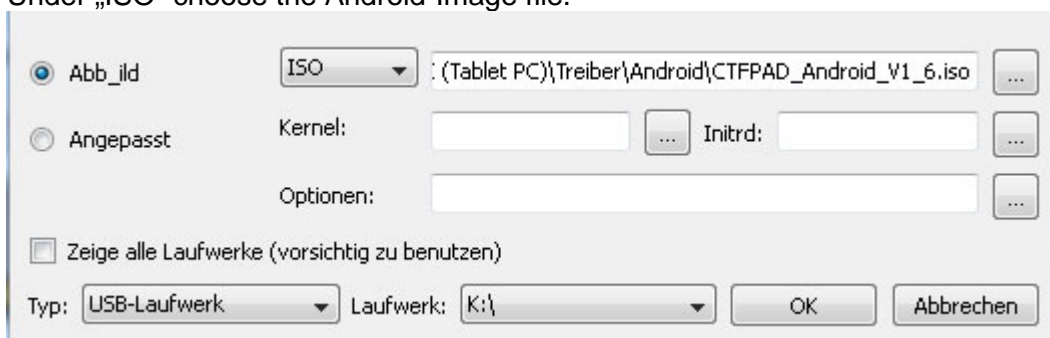 Under „ISO“ choose the Android-Image file:
Abb_ild ISO (Tablet PC)\Treiber\Android\CTFPAD_Android_V1_6.iso ...
Angepasst Kernel: ... Initrd: ...
Optionen: ...
Zeige alle Laufwerke (vorsichtig zu benutzen)
Typ: USB-Laufwerk Laufwerk: K:\ OK Abbrechen